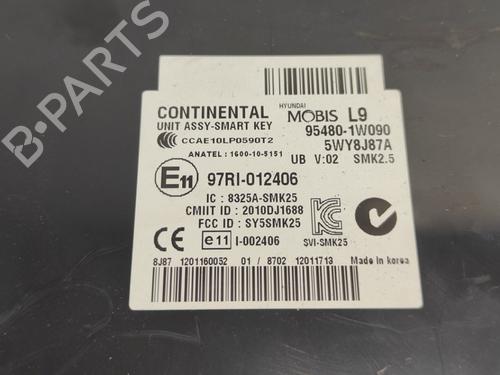 CONTINENTAL
HYUNDAI
MOBIS L9
UNIT ASSY-SMART KEY
95480-1W090
CCAE10LP0590T2
5WY8J87A
ANATEL : 1600-10-5151
UB V:02 SMK2.5
E11 97RI-012406
IC : 8325A-SMK25
CMIIT ID : 2010DJ1688
FCC ID : SY5SMK25
CE e11 I-002406
SVI-SMK25
8J87 1201160052 01 / 8702 12011713 Made in korea
B-PARTS